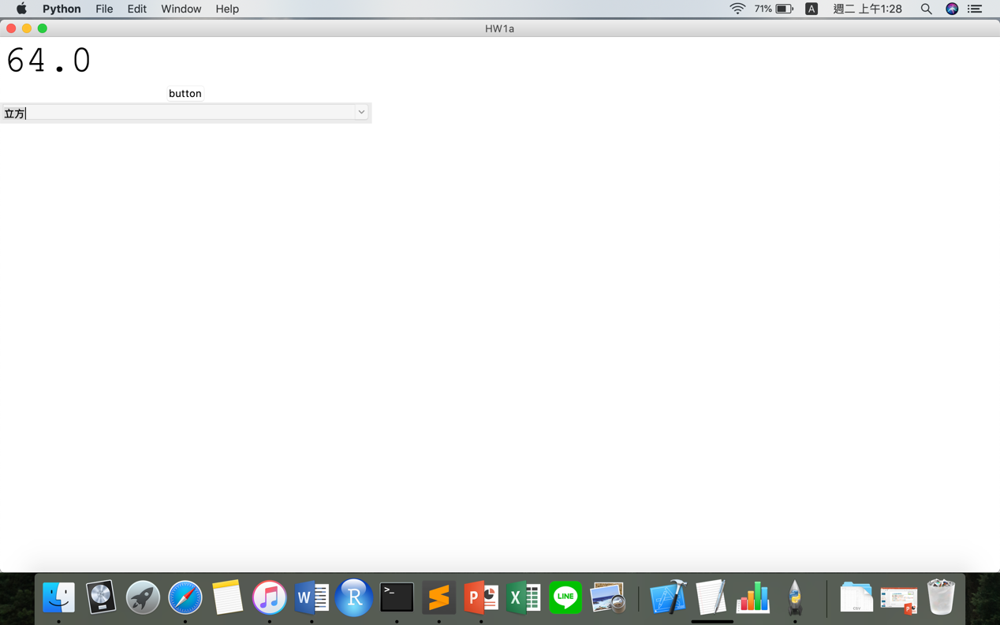 Python File Edit Window Help 71% A 週二 上午1:28
HW1a
64.0
button
立方
W R >_ P X LINE CSV P